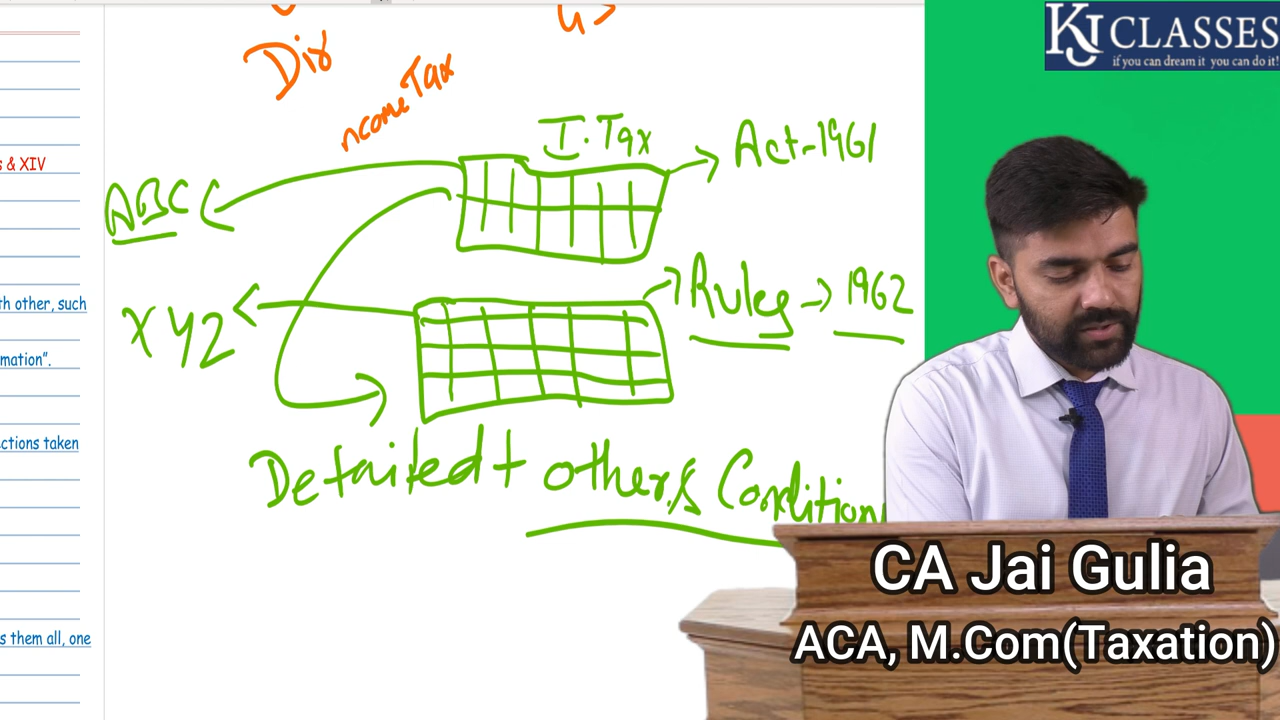 KJ CLASSES
if you can dream it you can do it!
Dir
ncome Tax
I. Tax
Act-1961
s & XIV
ABC
Rules → 1962
th other, such
XYZ
mation”.
ctions taken
Detailed + others Condition
CA Jai Gulia
s them all, one
ACA, M.Com(Taxation)